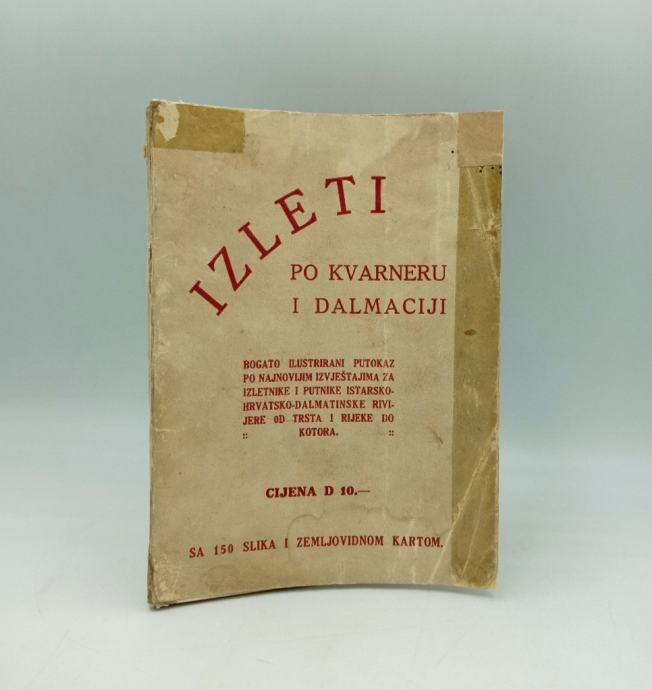 IZLETI
PO KVARNERU
I DALMACIJI
BOGATO ILUSTRIRANI PUTOKAZ
PO NAJNOVIJIM IZVJEŠTAJIMA ZA
IZLETNIKE I PUTNIKE ISTARSKO-
HRVATSKO-DALMATINSKE RIVI-
JERE OD TRSTA I RIJEKE DO
:: KOTORA. ::
CIJENA D 10.—
SA 150 SLIKA I ZEMLJOVIDNOM KARTOM.